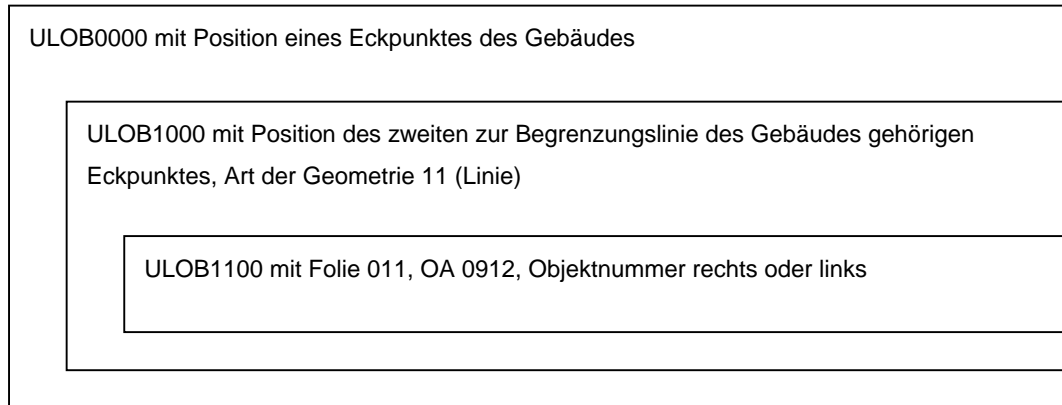 ULOB0000 mit Position eines Eckpunktes des Gebäudes
ULOB1000 mit Position des zweiten zur Begrenzungslinie des Gebäudes gehörigen
Eckpunktes, Art der Geometrie 11 (Linie)
ULOB1100 mit Folie 011, OA 0912, Objektnummer rechts oder links